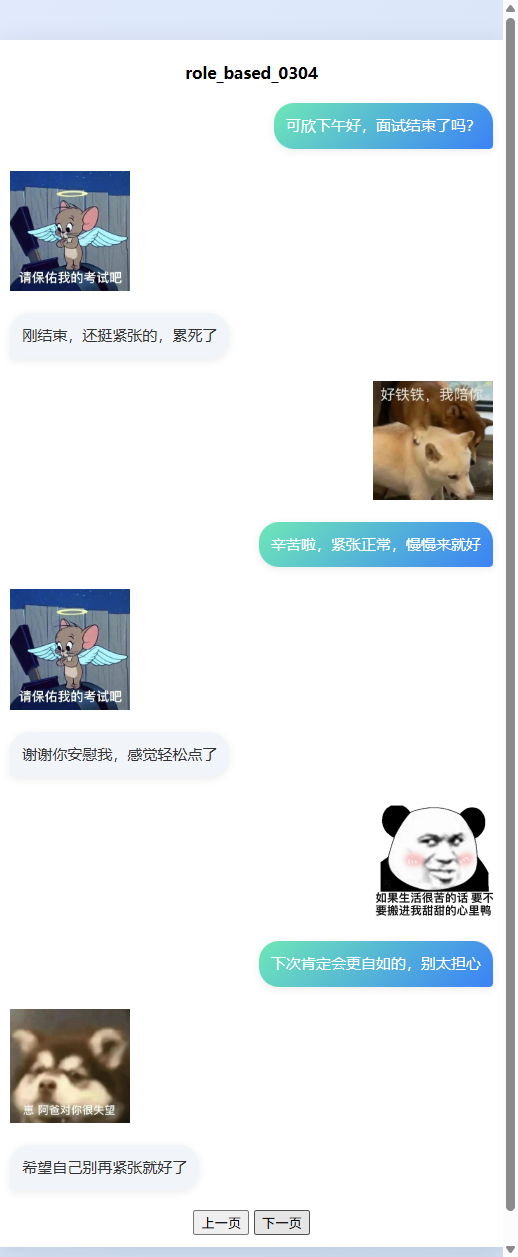 role_based_0304
可欣下午好，面试结束了吗？
请保佑我的考试吧
刚结束，还挺紧张的，累死了
好铁铁，我陪你
辛苦啦，紧张正常，慢慢来就好
请保佑我的考试吧
谢谢你安慰我，感觉轻松点了
如果生活很苦的话 要不
要搬进我甜甜的心里鸭
下次肯定会更自如的，别太担心
崽 阿爸对你很失望
希望自己别再紧张就好了
上一页 下一页